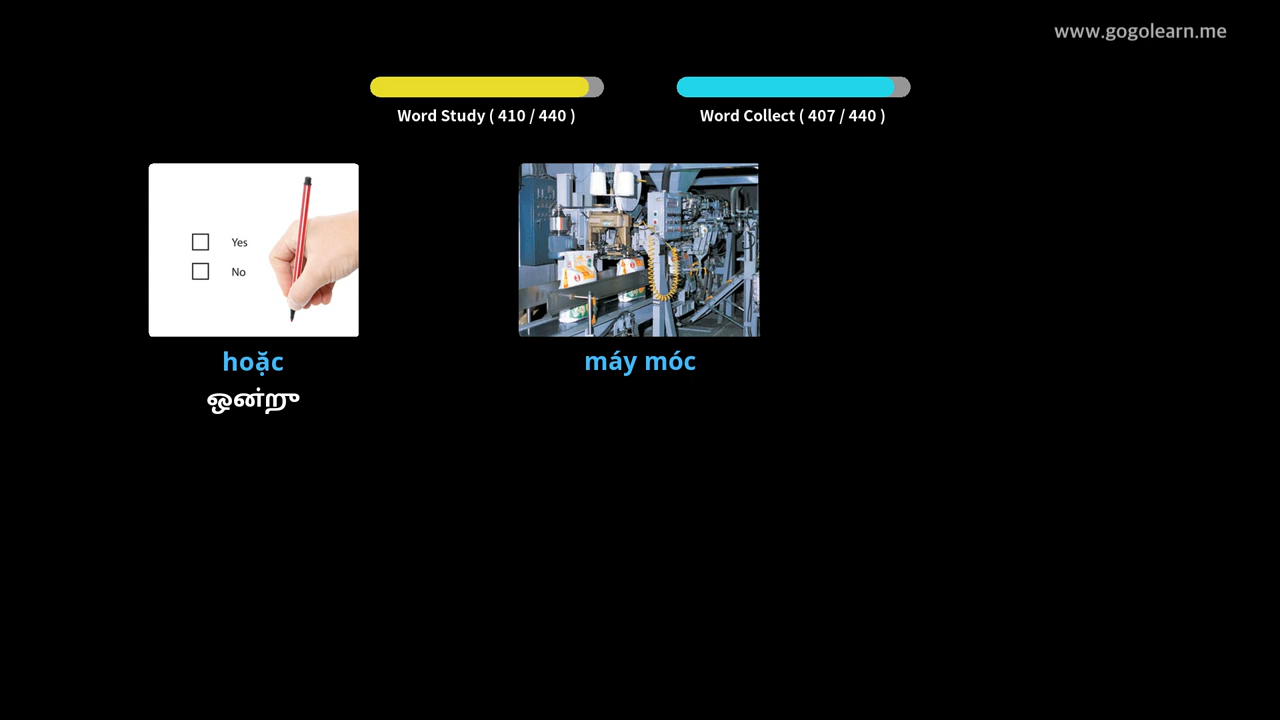 www.gogolearn.me
Word Study ( 410 / 440 )
Word Collect ( 407 / 440 )
Yes
No
hoặc
máy móc
ஒன்று